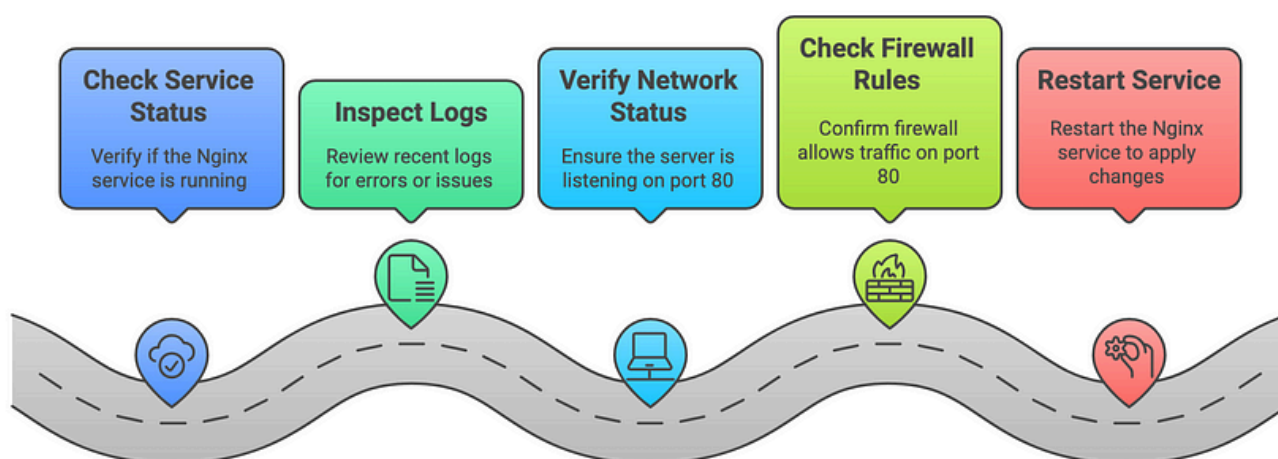 Check Service
Status
Verify if the Nginx
service is running
Inspect Logs
Review recent logs
for errors or issues
Verify Network
Status
Ensure the server is
listening on port 80
Check Firewall
Rules
Confirm firewall
allows traffic on port
80
Restart Service
Restart the Nginx
service to apply
changes